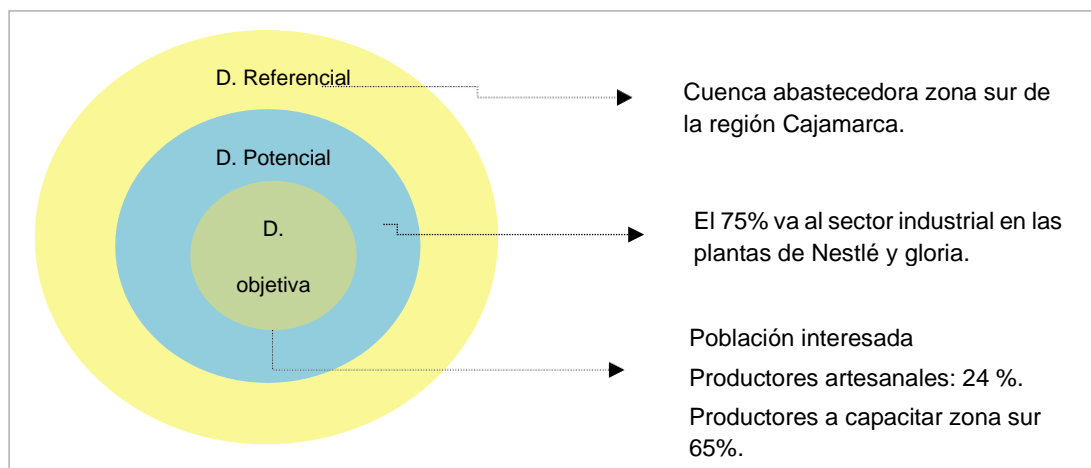 D. Referencial
Cuenca abastecedora zona sur de
la región Cajamarca.
D. Potencial
El 75% va al sector industrial en las
plantas de Nestlé y gloria.
D.
objetiva
Población interesada
Productores artesanales: 24 %.
Productores a capacitar zona sur
65%.